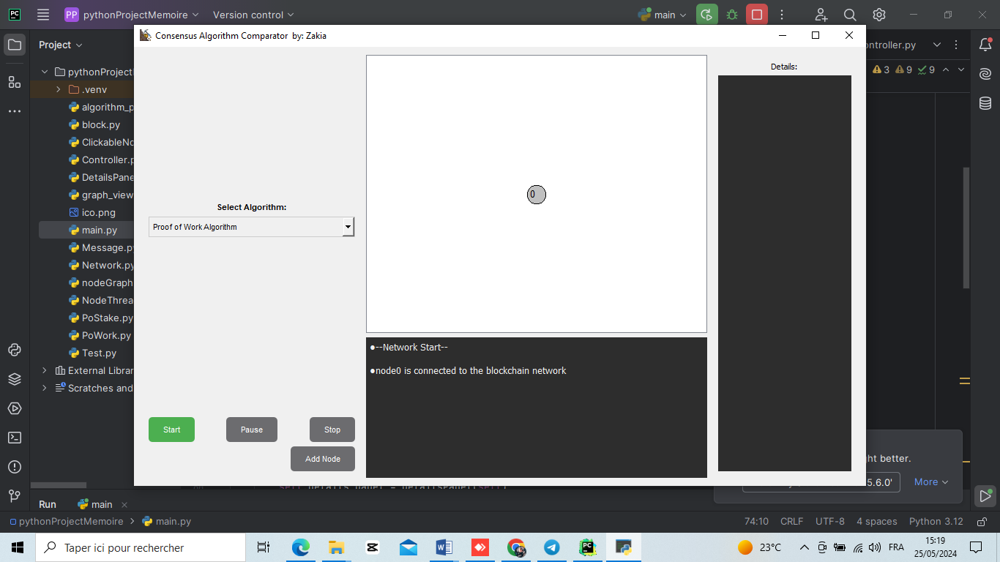 PC
PP pythonProjectMemoire
Version control
main
Consensus Algorithm Comparator by: Zakia
Project
ontroller.py
pythonProject
3 9 9
.venv
algorithm_p
block.py
ClickableNo
Controller.p
DetailsPane
graph_view
ico.png
main.py
Message.py
Network.py
nodeGraph
NodeThrea
PoStake.py
PoWork.py
Test.py
External Librar
Scratches and
Select Algorithm:
Proof of Work Algorithm
Start
Pause
Stop
Add Node
0
●--Network Start--
●node0 is connected to the blockchain network
Details:
ght better.
5.6.0'
More
Run
main
pythonProjectMemoire
main.py
74:10
CRLF
UTF-8
4 spaces
Python 3.12
Taper ici pour rechercher
23°C
FRA
15:19
25/05/2024